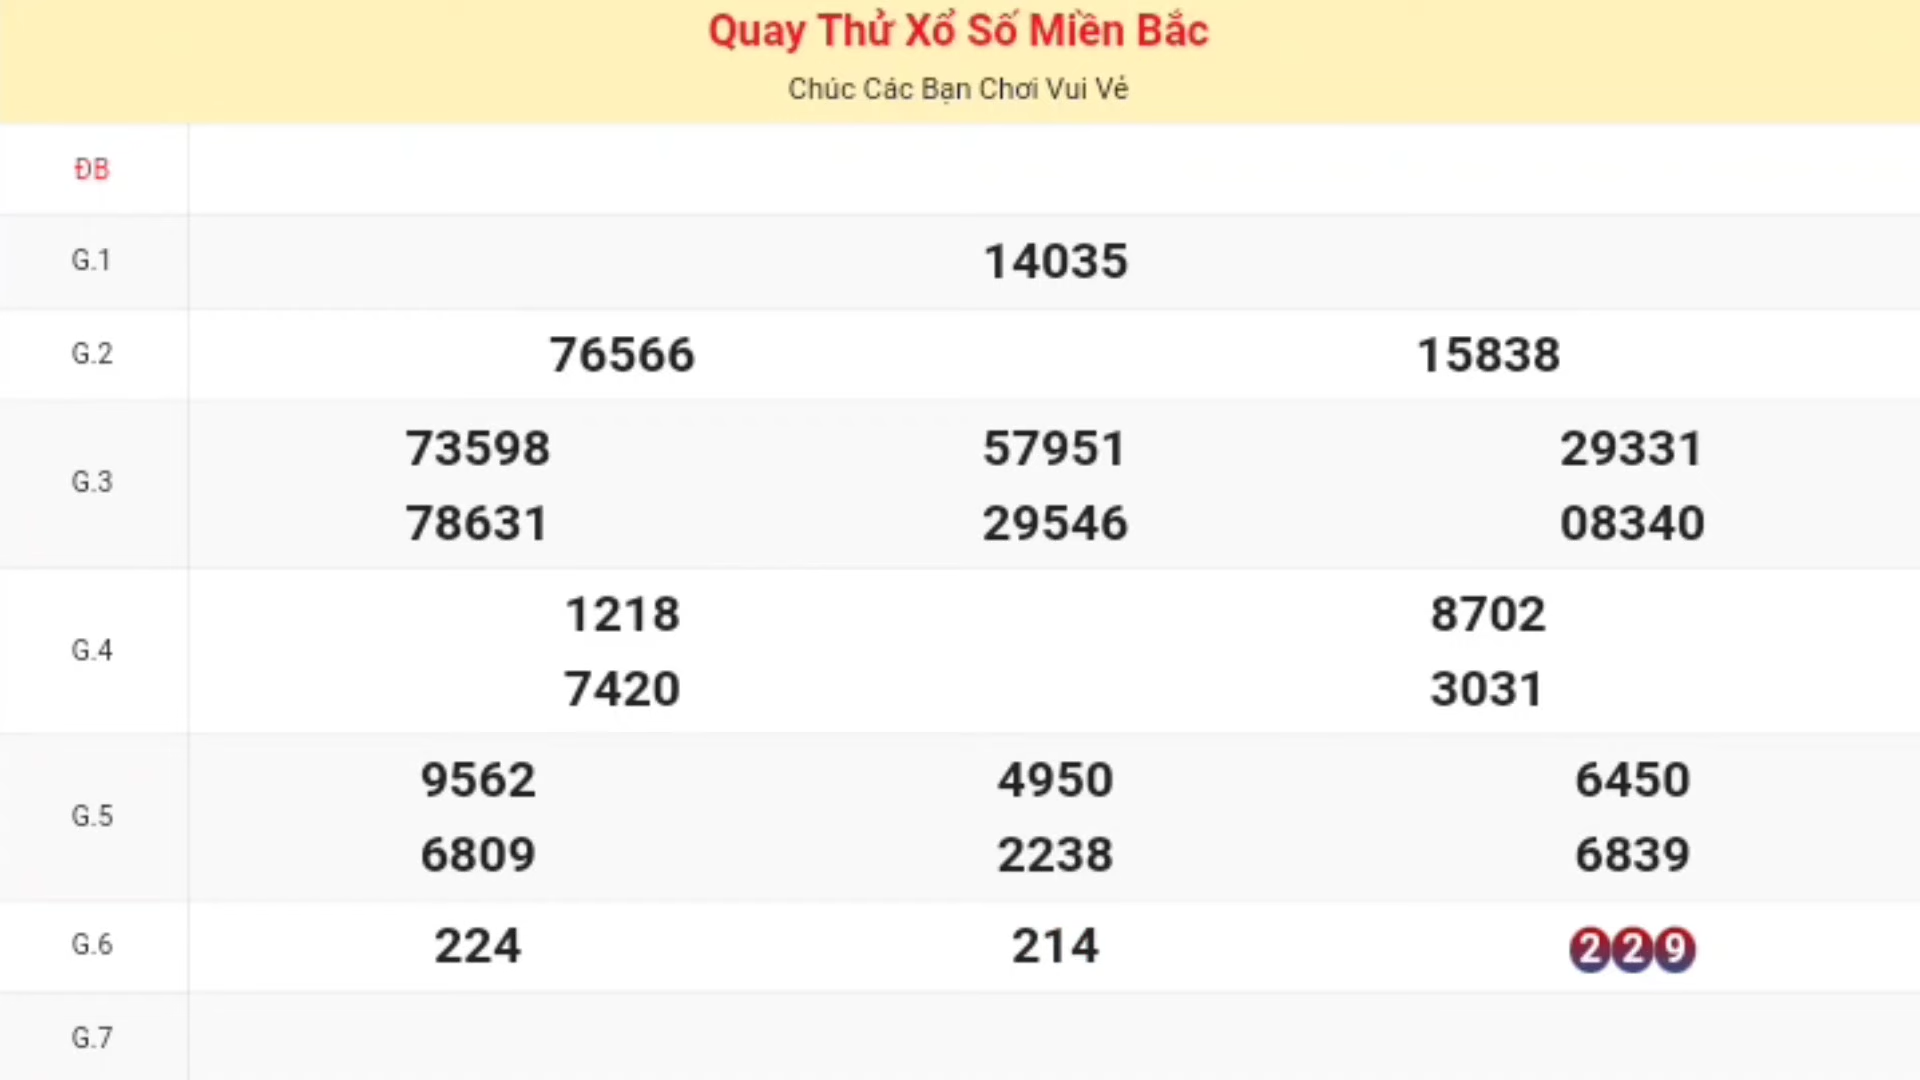 Quay Thử Xổ Số Miền Bắc
Chúc Các Bạn Chơi Vui Vẻ
ĐB
G.1 14035
G.2 76566 15838
G.3 73598 57951 29331
78631 29546 08340
G.4 1218 8702
7420 3031
G.5 9562 4950 6450
6809 2238 6839
G.6 224 214 229
G.7